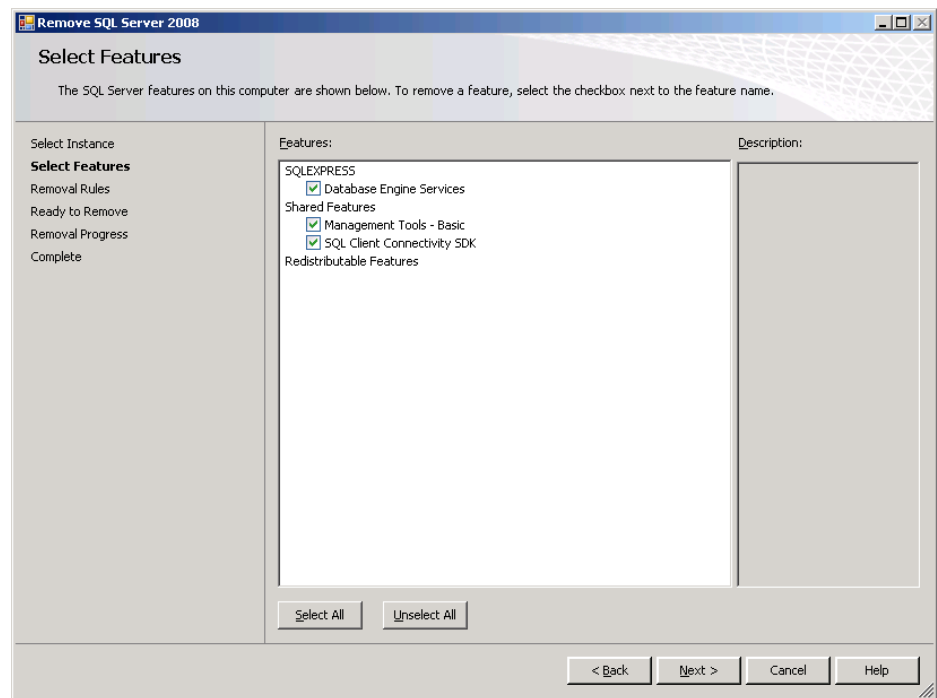 Remove SQL Server 2008
Select Features
The SQL Server features on this computer are shown below. To remove a feature, select the checkbox next to the feature name.
Select Instance
Select Features
Removal Rules
Ready to Remove
Removal Progress
Complete
Features:
SQLEXPRESS
Database Engine Services
Shared Features
Management Tools - Basic
SQL Client Connectivity SDK
Redistributable Features
Description:
Select All
Unselect All
< Back
Next >
Cancel
Help